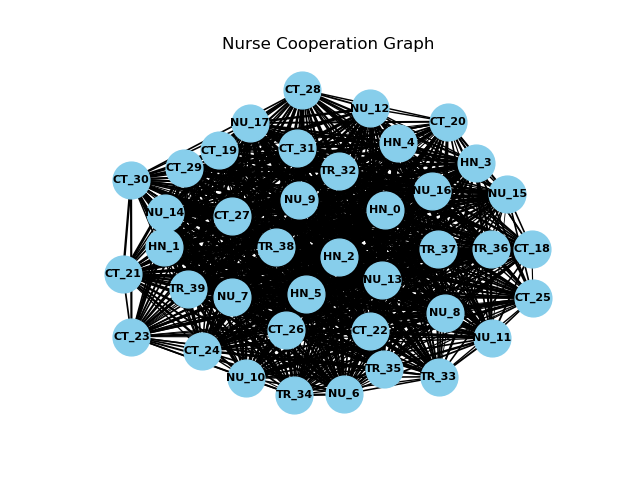 Nurse Cooperation Graph
CT_28
NU_12
NU_17
CT_20
HN_4
CT_31
CT_19
HN_3
CT_29
TR_32
CT_30
NU_16
NU_15
NU_9
HN_0
NU_14
CT_27
HN_1
TR_38
TR_37
TR_36
CT_18
HN_2
CT_21
NU_13
TR_39
HN_5
NU_7
CT_25
NU_8
CT_26
CT_22
CT_23
NU_11
CT_24
TR_35
NU_10
TR_33
NU_6
TR_34